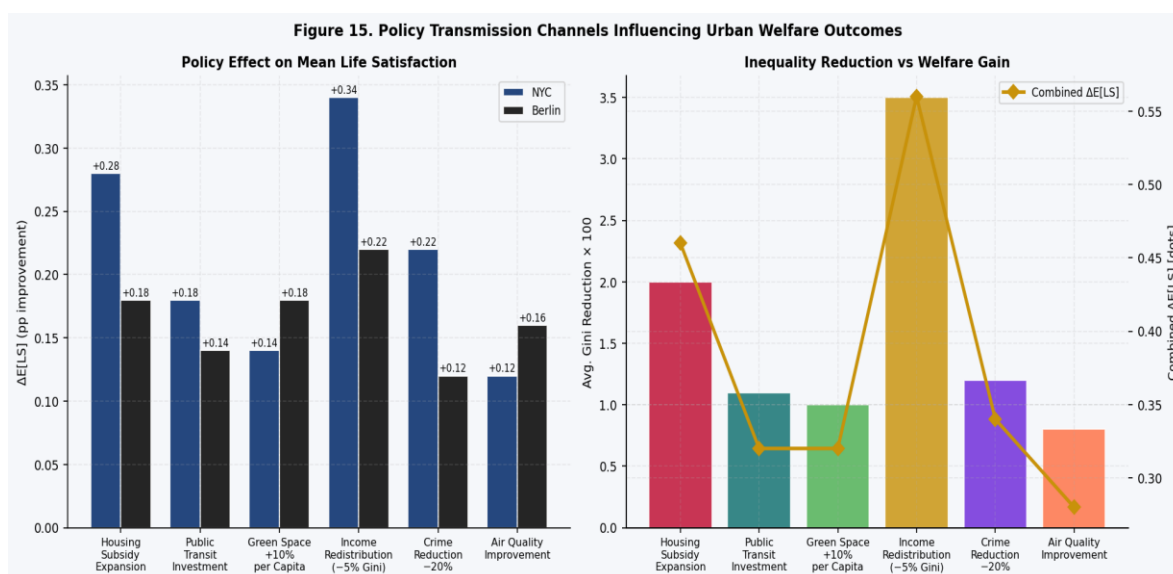 Figure 15. Policy Transmission Channels Influencing Urban Welfare Outcomes
Policy Effect on Mean Life Satisfaction
ΔE[LS] (pp improvement)
0.35
0.30
0.25
0.20
0.15
0.10
0.05
0.00
NYC
Berlin
+0.28
+0.18
+0.18
+0.14
+0.14
+0.18
+0.34
+0.22
+0.22
+0.12
+0.12
+0.16
Housing
Subsidy
Expansion
Public
Transit
Investment
Green Space
+10%
per Capita
Income
Redistribution
(−5% Gini)
Crime
Reduction
−20%
Air Quality
Improvement
Inequality Reduction vs Welfare Gain
Avg. Gini Reduction × 100
3.5
3.0
2.5
2.0
1.5
1.0
0.5
0.0
Combined ΔE[LS]
0.55
0.50
0.45
0.40
0.35
0.30
Combined ΔE[LS] [dots]
Housing
Subsidy
Expansion
Public
Transit
Investment
Green Space
+10%
per Capita
Income
Redistribution
(−5% Gini)
Crime
Reduction
−20%
Air Quality
Improvement